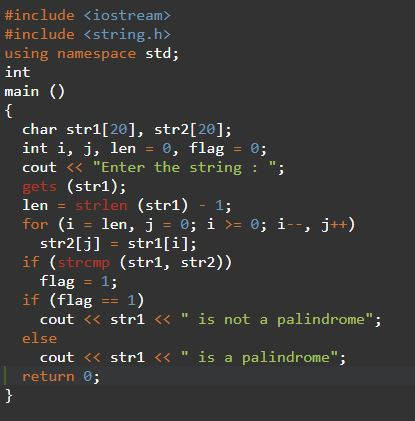 #include <iostream>
#include <string.h>
using namespace std;
int
main ()
{
  char str1[20], str2[20];
  int i, j, len = 0, flag = 0;
  cout << "Enter the string : ";
  gets (str1);
  len = strlen (str1) - 1;
  for (i = len, j = 0; i >= 0; i--, j++)
    str2[j] = str1[i];
  if (strcmp (str1, str2))
    flag = 1;
  if (flag == 1)
    cout << str1 << " is not a palindrome";
  else
    cout << str1 << " is a palindrome";
  return 0;
}